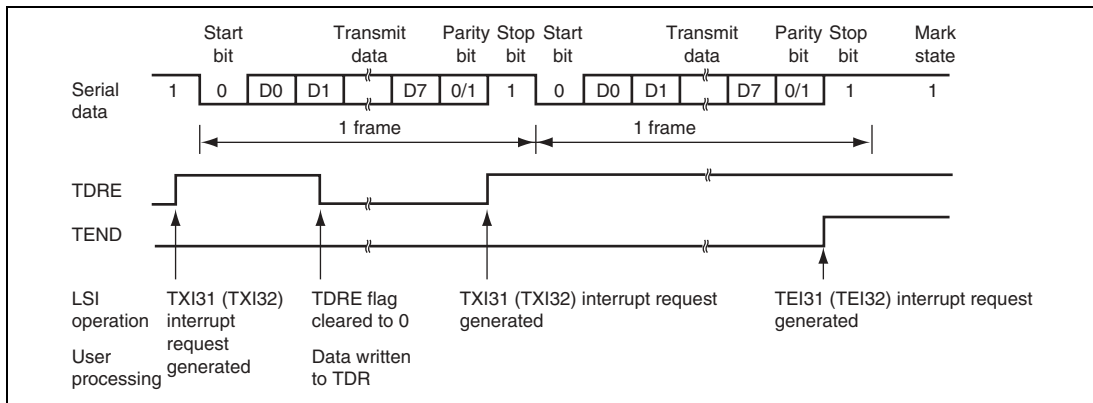 Start bit
Transmit data
Parity bit
Stop bit
Start bit
Transmit data
Parity bit
Stop bit
Mark state
Serial data
1 0 D0 D1 D7 0/1 1 0 D0 D1 D7 0/1 1 1
1 frame
1 frame
TDRE
TEND
LSI operation
TXI31 (TXI32) interrupt request generated
TDRE flag cleared to 0
TXI31 (TXI32) interrupt request generated
TEI31 (TEI32) interrupt request generated
User processing
Data written to TDR